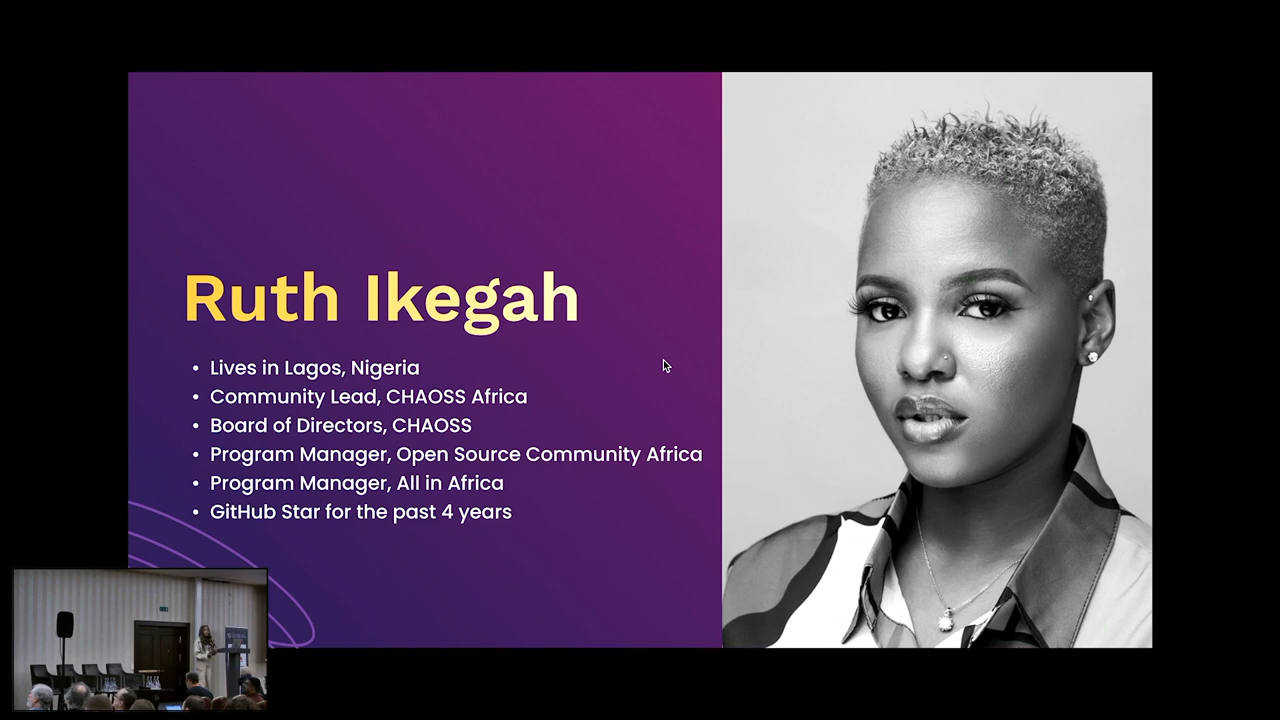 Ruth Ikegah
• Lives in Lagos, Nigeria
• Community Lead, CHAOSS Africa
• Board of Directors, CHAOSS
• Program Manager, Open Source Community Africa
• Program Manager, All in Africa
• GitHub Star for the past 4 years